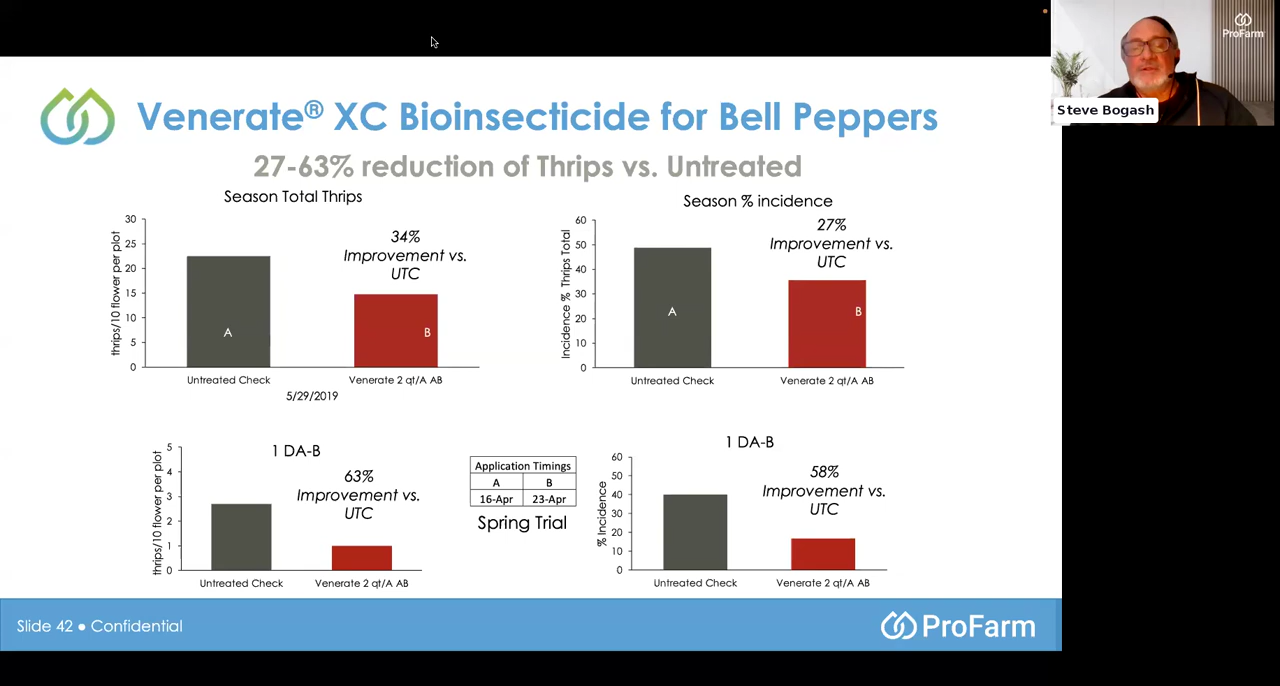 Venerate® XC Bioinsecticide for Bell Peppers
27-63% reduction of Thrips vs. Untreated
Season Total Thrips
thrips/10 flower per plot
30
25
20
15
10
5
0
34%
Improvement vs.
UTC
A
B
Untreated Check
Venerate 2 qt/A AB
5/29/2019
Season % incidence
Incidence % Thrips Total
60
50
40
30
20
10
0
27%
Improvement vs.
UTC
A
B
Untreated Check
Venerate 2 qt/A AB
1 DA-B
thrips/10 flower per plot
5
4
3
2
1
0
63%
Improvement vs.
UTC
Untreated Check
Venerate 2 qt/A AB
Application Timings
A B
16-Apr 23-Apr
Spring Trial
1 DA-B
% Incidence
60
50
40
30
20
10
0
58%
Improvement vs.
UTC
Untreated Check
Venerate 2 qt/A AB
Slide 42 ● Confidential
ProFarm
ProFarm
Steve Bogash